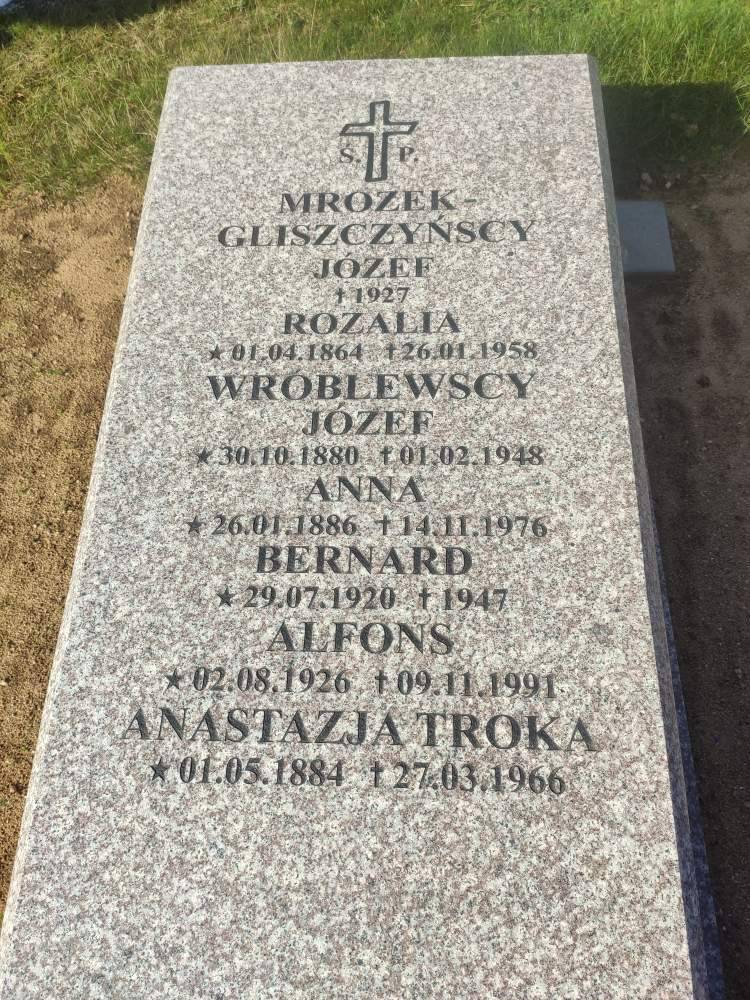 S. P.
MROZEK-
GLISZCZYŃSCY
JÓZEF
† 1927
ROZALIA
★ 01.04.1864 † 26.01.1958
WRÓBLEWSCY
JÓZEF
★ 30.10.1880 † 01.02.1948
ANNA
★ 26.01.1886 † 14.11.1976
BERNARD
★ 29.07.1920 † 1947
ALFONS
★ 02.08.1926 † 09.11.1991
ANASTAZJA TROKA
★ 01.05.1884 † 27.03.1966